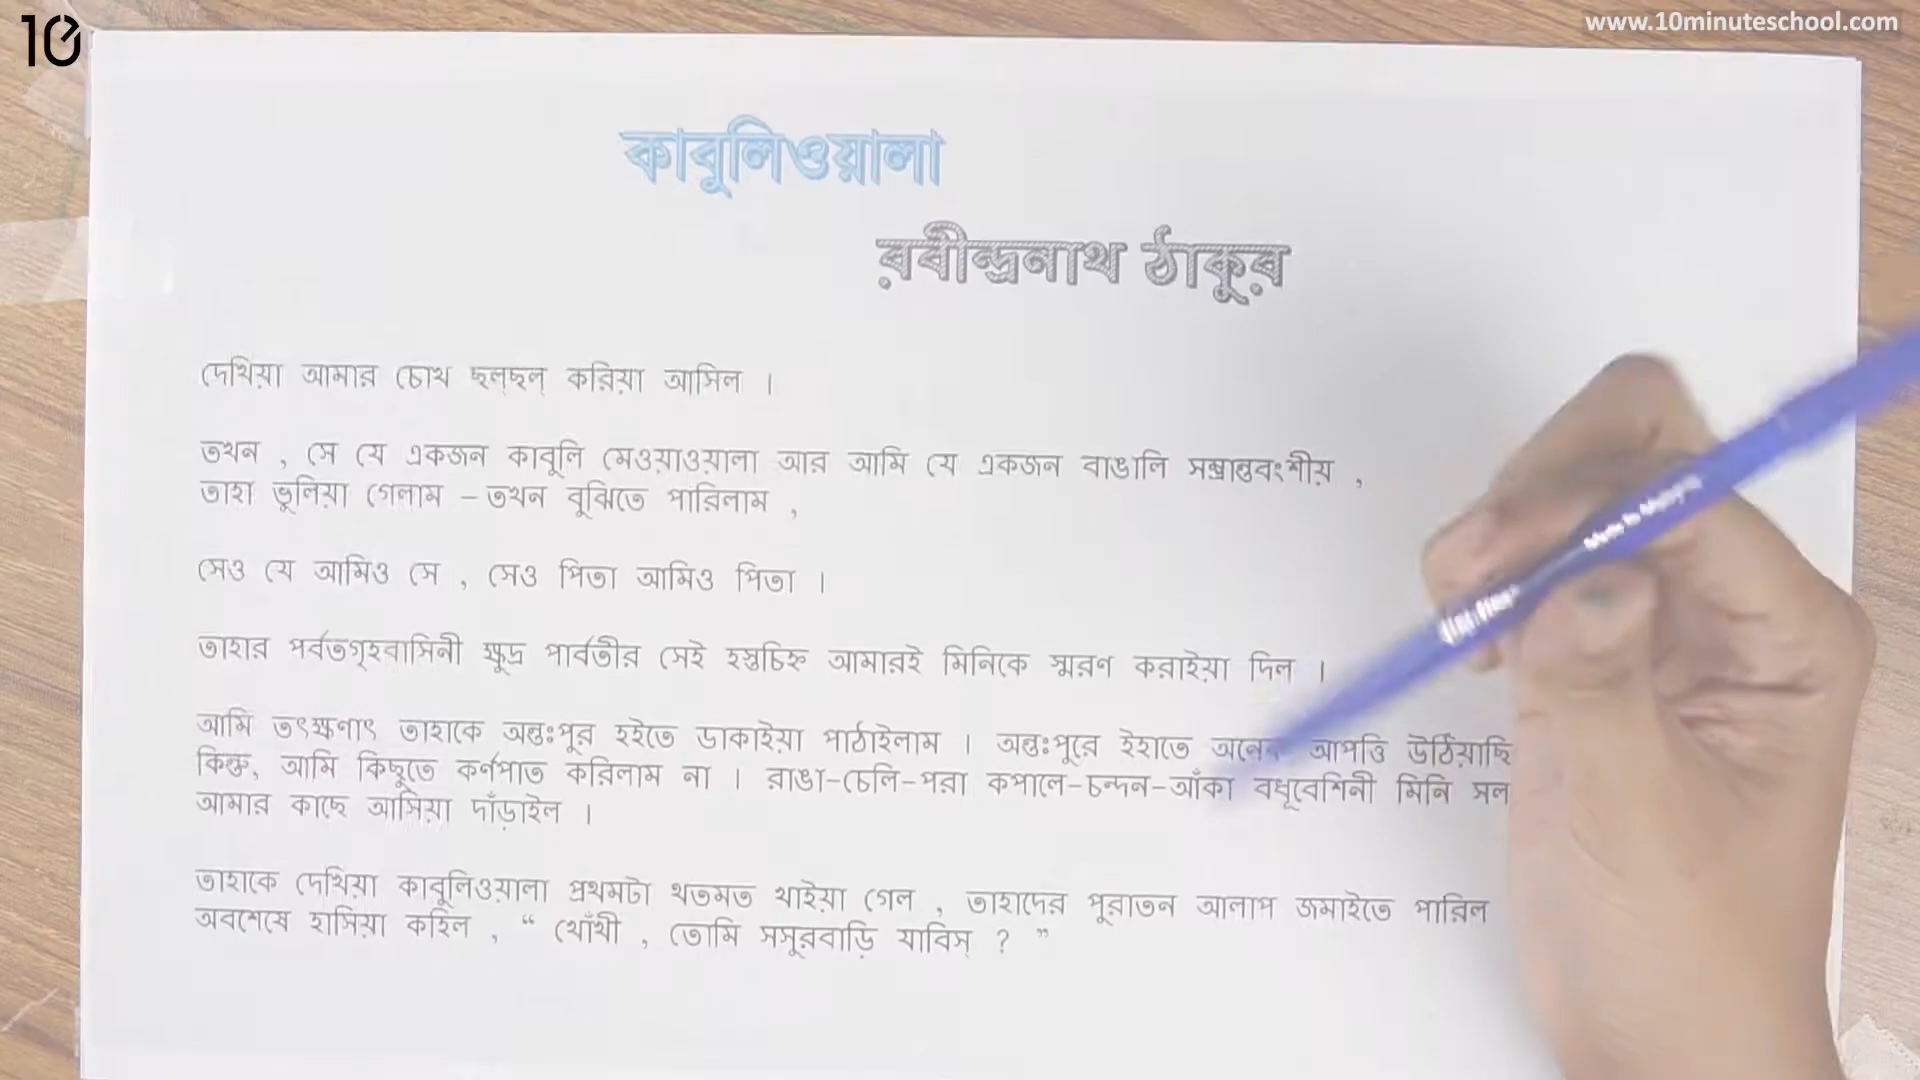 10
www.10minuteschool.com
কাবুলিওয়ালা
রবীন্দ্রনাথ ঠাকুর
দেখিয়া আমার চোখ ছল্‌ছল্‌ করিয়া আসিল ।
তখন , সে যে একজন কাবুলি মেওয়াওয়ালা আর আমি যে একজন বাঙালি সম্ভ্রান্তবংশীয় ,
তাহা ভুলিয়া গেলাম – তখন বুঝিতে পারিলাম ,
সেও যে আমিও সে , সেও পিতা আমিও পিতা ।
তাহার পর্বতগৃহবাসিনী ক্ষুদ্র পার্বতীর সেই হস্তচিহ্ন আমারই মিনিকে স্মরণ করাইয়া দিল ।
আমি তৎক্ষণাৎ তাহাকে অন্তঃপুর হইতে ডাকাইয়া পাঠাইলাম । অন্তঃপুরে ইহাতে অনেক আপত্তি উঠিয়াছি
কিন্তু, আমি কিছুতে কর্ণপাত করিলাম না । রাঙা-চেলি-পরা কপালে-চন্দন-আঁকা বধূবেশিনী মিনি সল
আমার কাছে আসিয়া দাঁড়াইল ।
তাহাকে দেখিয়া কাবুলিওয়ালা প্রথমটা থতমত খাইয়া গেল , তাহাদের পুরাতন আলাপ জমাইতে পারিল
অবশেষে হাসিয়া কহিল , “ খোঁখী , তোমি সসুরবাড়ি যাবিস্‌ ? ”